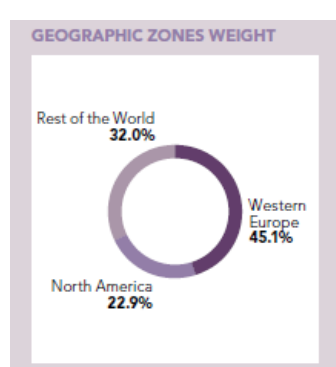 GEOGRAPHIC ZONES WEIGHT
Rest of the World
32.0%
Western
Europe
45.1%
North America
22.9%